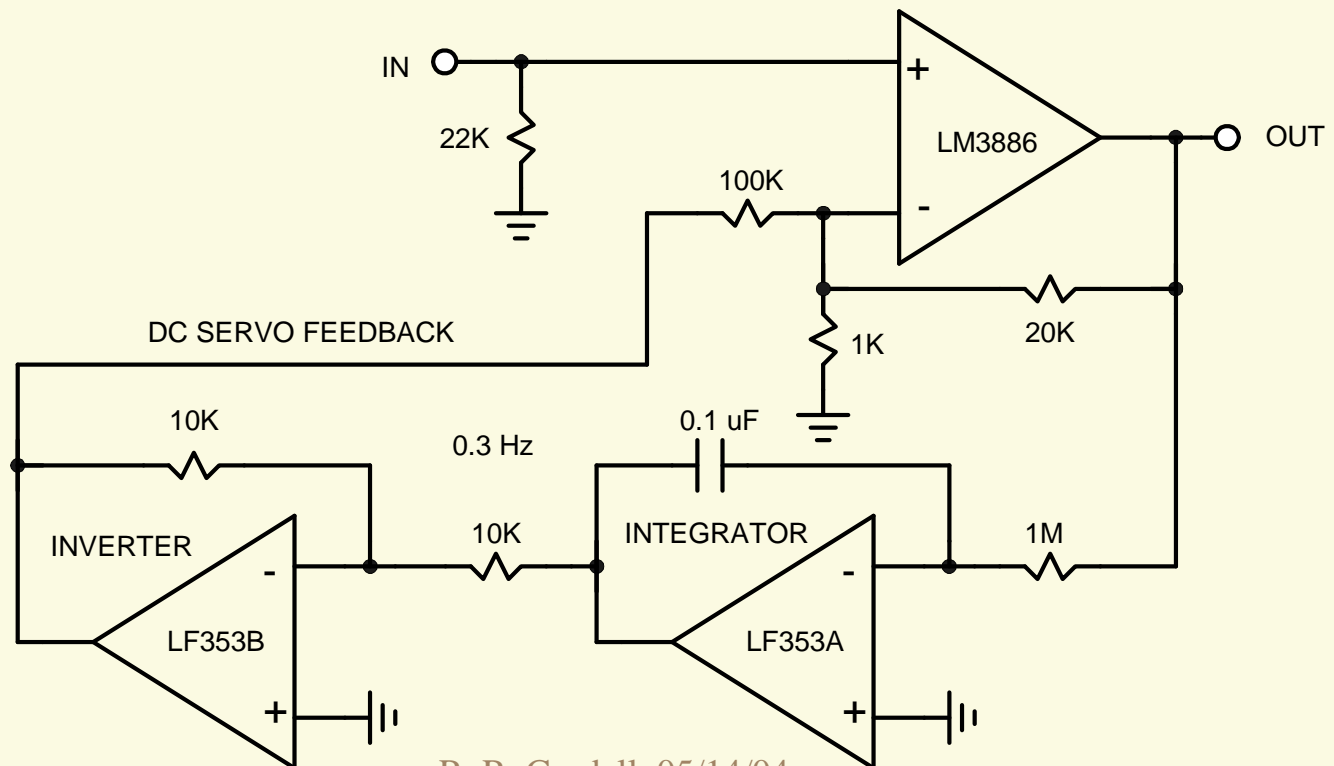 IN
+
22K
LM3886
OUT
100K
-
DC SERVO FEEDBACK
1K
20K
10K
0.3 Hz
0.1 uF
INVERTER
10K
INTEGRATOR
1M
-
-
LF353B
LF353A
+
+